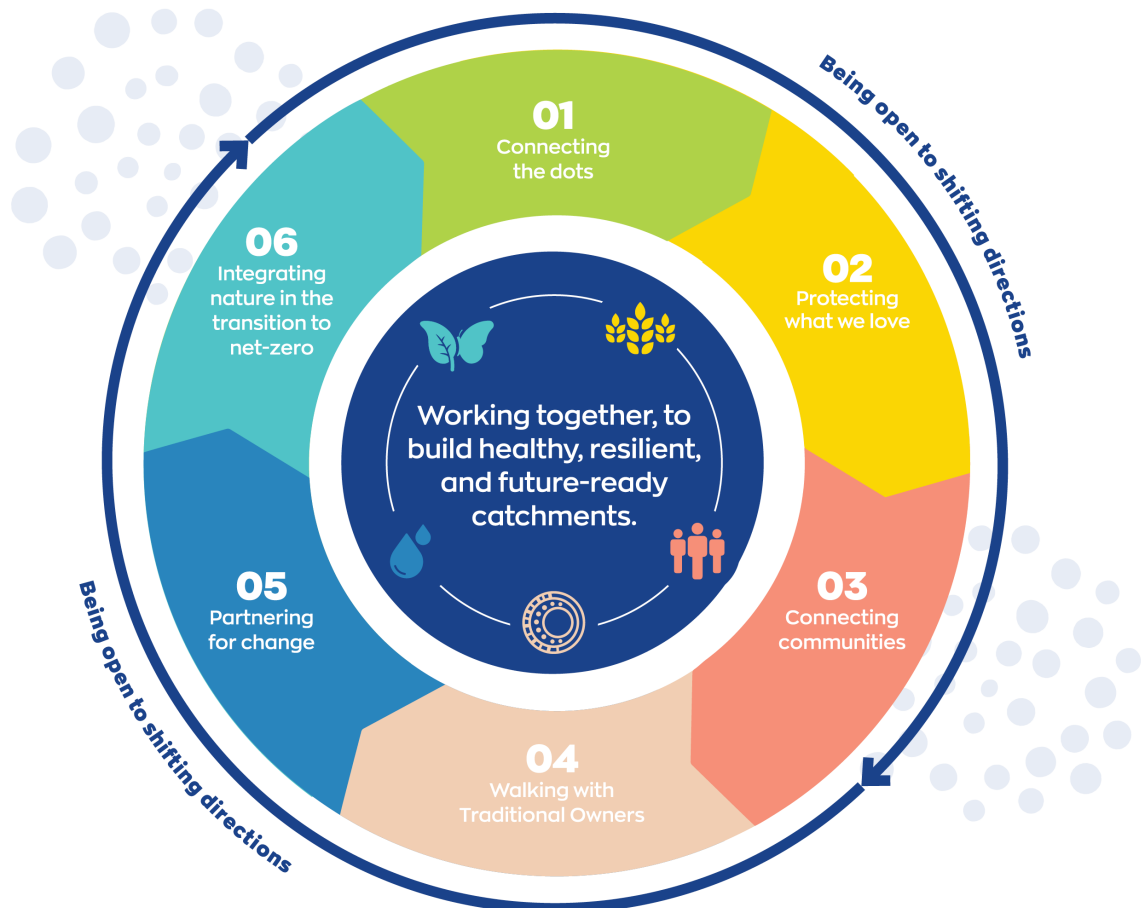 Being open to shifting directions
01
Connecting
the dots
02
Protecting
what we love
03
Connecting
communities
04
Walking with
Traditional Owners
05
Partnering
for change
06
Integrating
nature in the
transition to
net-zero
Working together, to
build healthy, resilient,
and future-ready
catchments.
Being open to shifting directions